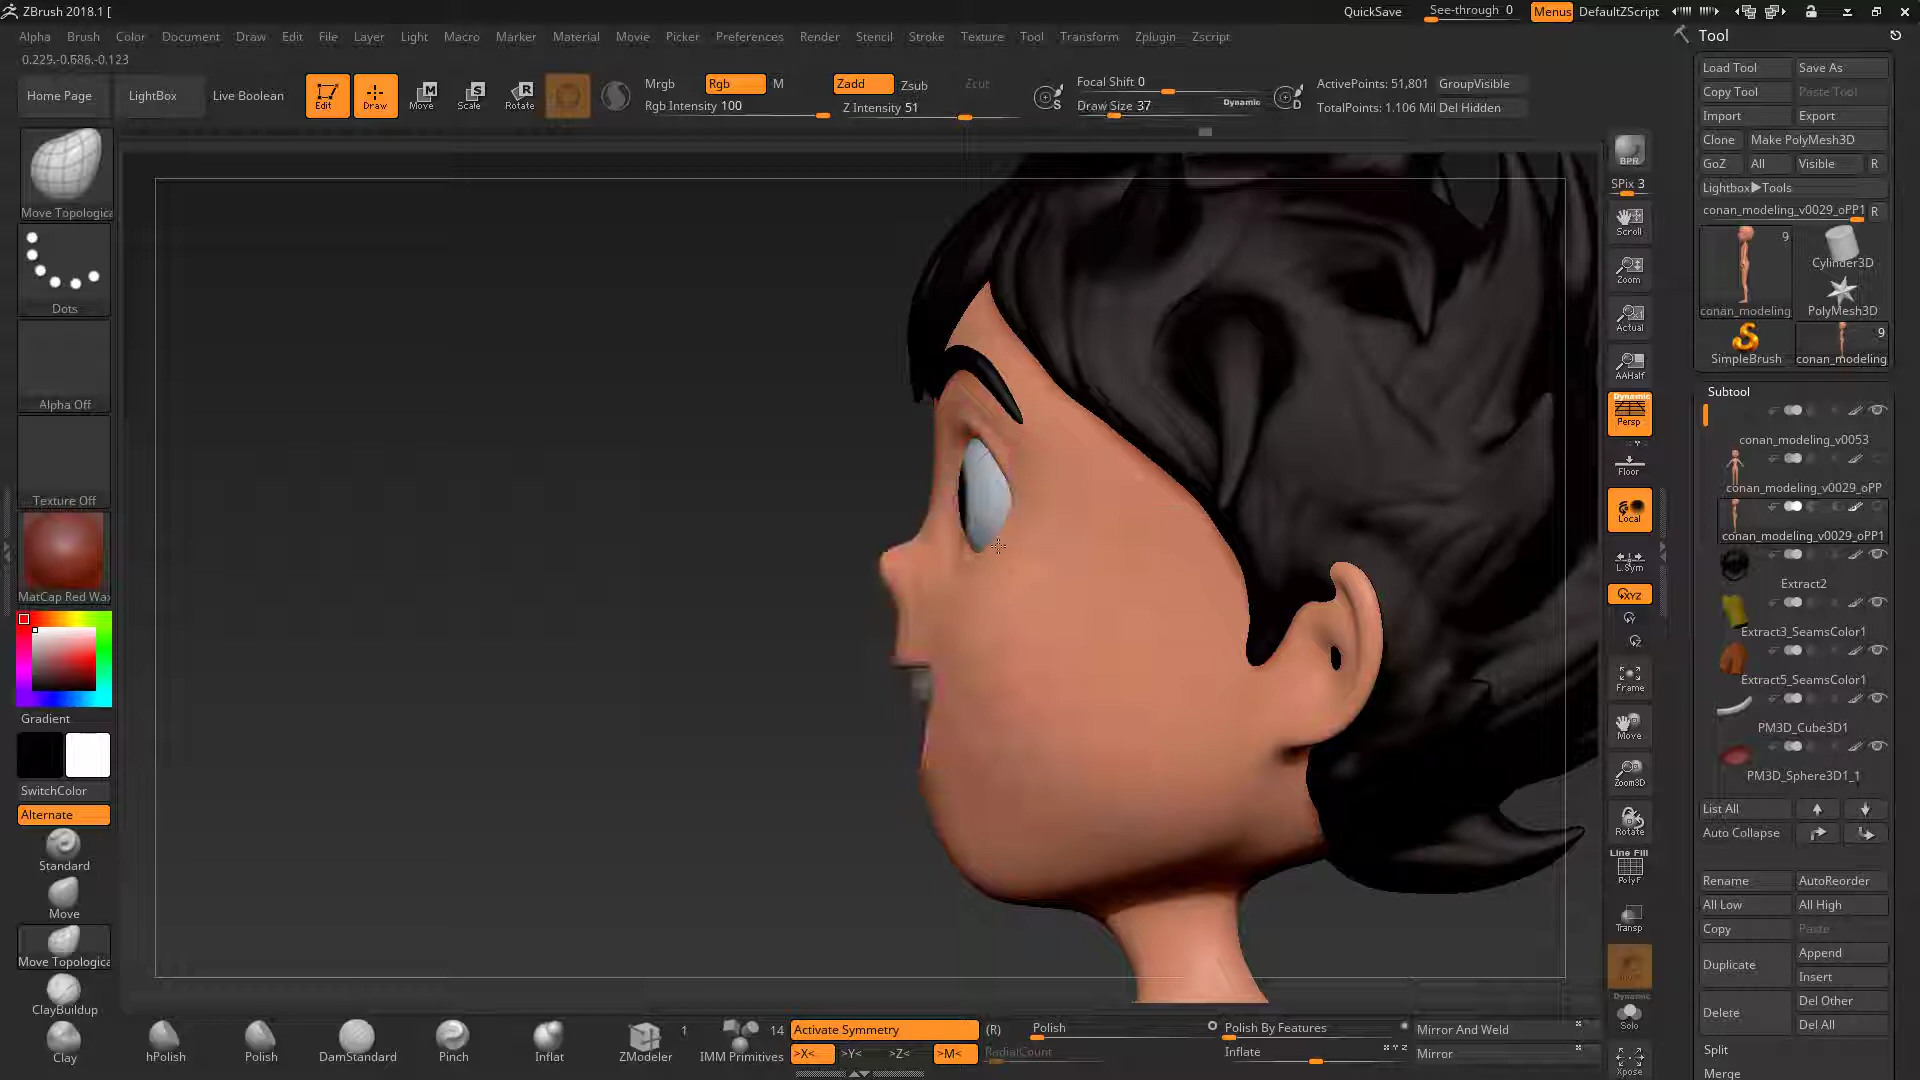 ZBrush 2018.1 [
QuickSave
See-through 0
Menus
DefaultZScript
Alpha Brush Color Document Draw Edit File Layer Light Macro Marker Material Movie Picker Preferences Render Stencil Stroke Texture Tool Transform Zplugin Zscript
Tool
0.229,-0.686,-0.123
Home Page
LightBox
Live Boolean
Edit
Draw
Move
Scale
Rotate
Mrgb Rgb M
Rgb Intensity 100
Zadd Zsub Zcut
Z Intensity 51
Focal Shift 0
Draw Size 37
Dynamic
ActivePoints: 51,801
TotalPoints: 1.106 Mil
GroupVisible
Del Hidden
Load Tool Save As
Copy Tool Paste Tool
Import Export
Clone Make PolyMesh3D
GoZ All Visible R
Lightbox▶Tools
conan_modeling_v0029_oPP1 R
9
Cylinder3D
conan_modeling
PolyMesh3D
SimpleBrush
9
conan_modeling
Subtool
conan_modeling_v0053
conan_modeling_v0029_oPP
conan_modeling_v0029_oPP1
Extract2
Extract3_SeamsColor1
Extract5_SeamsColor1
PM3D_Cube3D1
PM3D_Sphere3D1_1
List All
Auto Collapse
Rename AutoReorder
All Low All High
Copy Paste
Duplicate
Append
Insert
Delete
Del Other
Del All
Split
Merge
Move Topologica
Dots
Alpha Off
Texture Off
MatCap Red Wax
Gradient
SwitchColor
Alternate
Standard
Move
Move Topologica
ClayBuildup
Clay
BPR
SPix 3
Scroll
Zoom
Actual
AAHalf
Dynamic
Persp
Floor
Local
L.Sym
XYZ
Frame
Move
Zoom3D
Rotate
Line Fill
PolyF
Transp
Dynamic
Solo
Xpose
hPolish
Polish
DamStandard
Pinch
Inflat
ZModeler
1
IMM Primitives
14
Activate Symmetry
>X< >Y< >Z< >M<
(R)
RadialCount
Polish
Polish By Features
Inflate
Mirror And Weld
Mirror